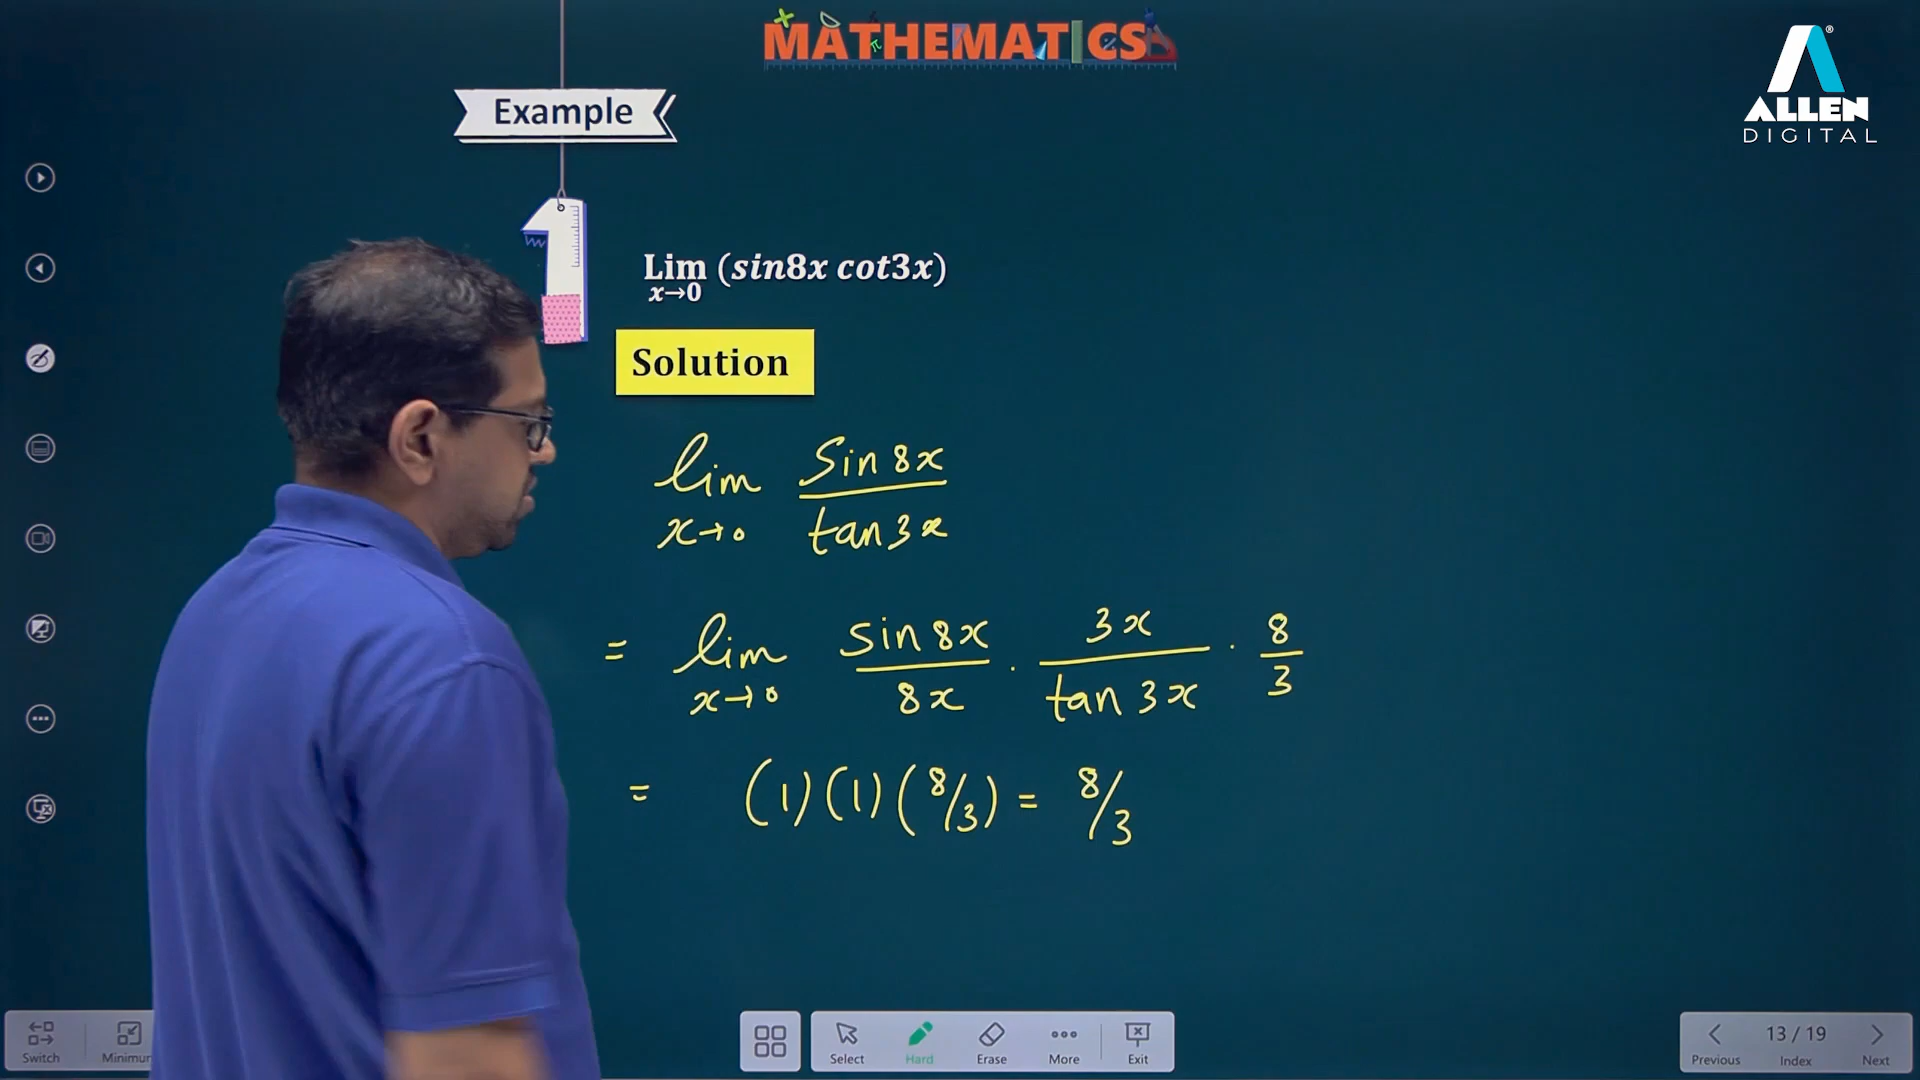 MATHEMATICS
ALLEN
DIGITAL
Example
1
Lim (sin8x cot3x)
x→0
Solution
lim sin 8x / tan 3x
x→0
= lim sin 8x / 8x · 3x / tan 3x · 8/3
x→0
= (1)(1)(8/3) = 8/3
Switch
Minimu
Select
Hard
Erase
More
Exit
13 / 19
Previous
Index
Next